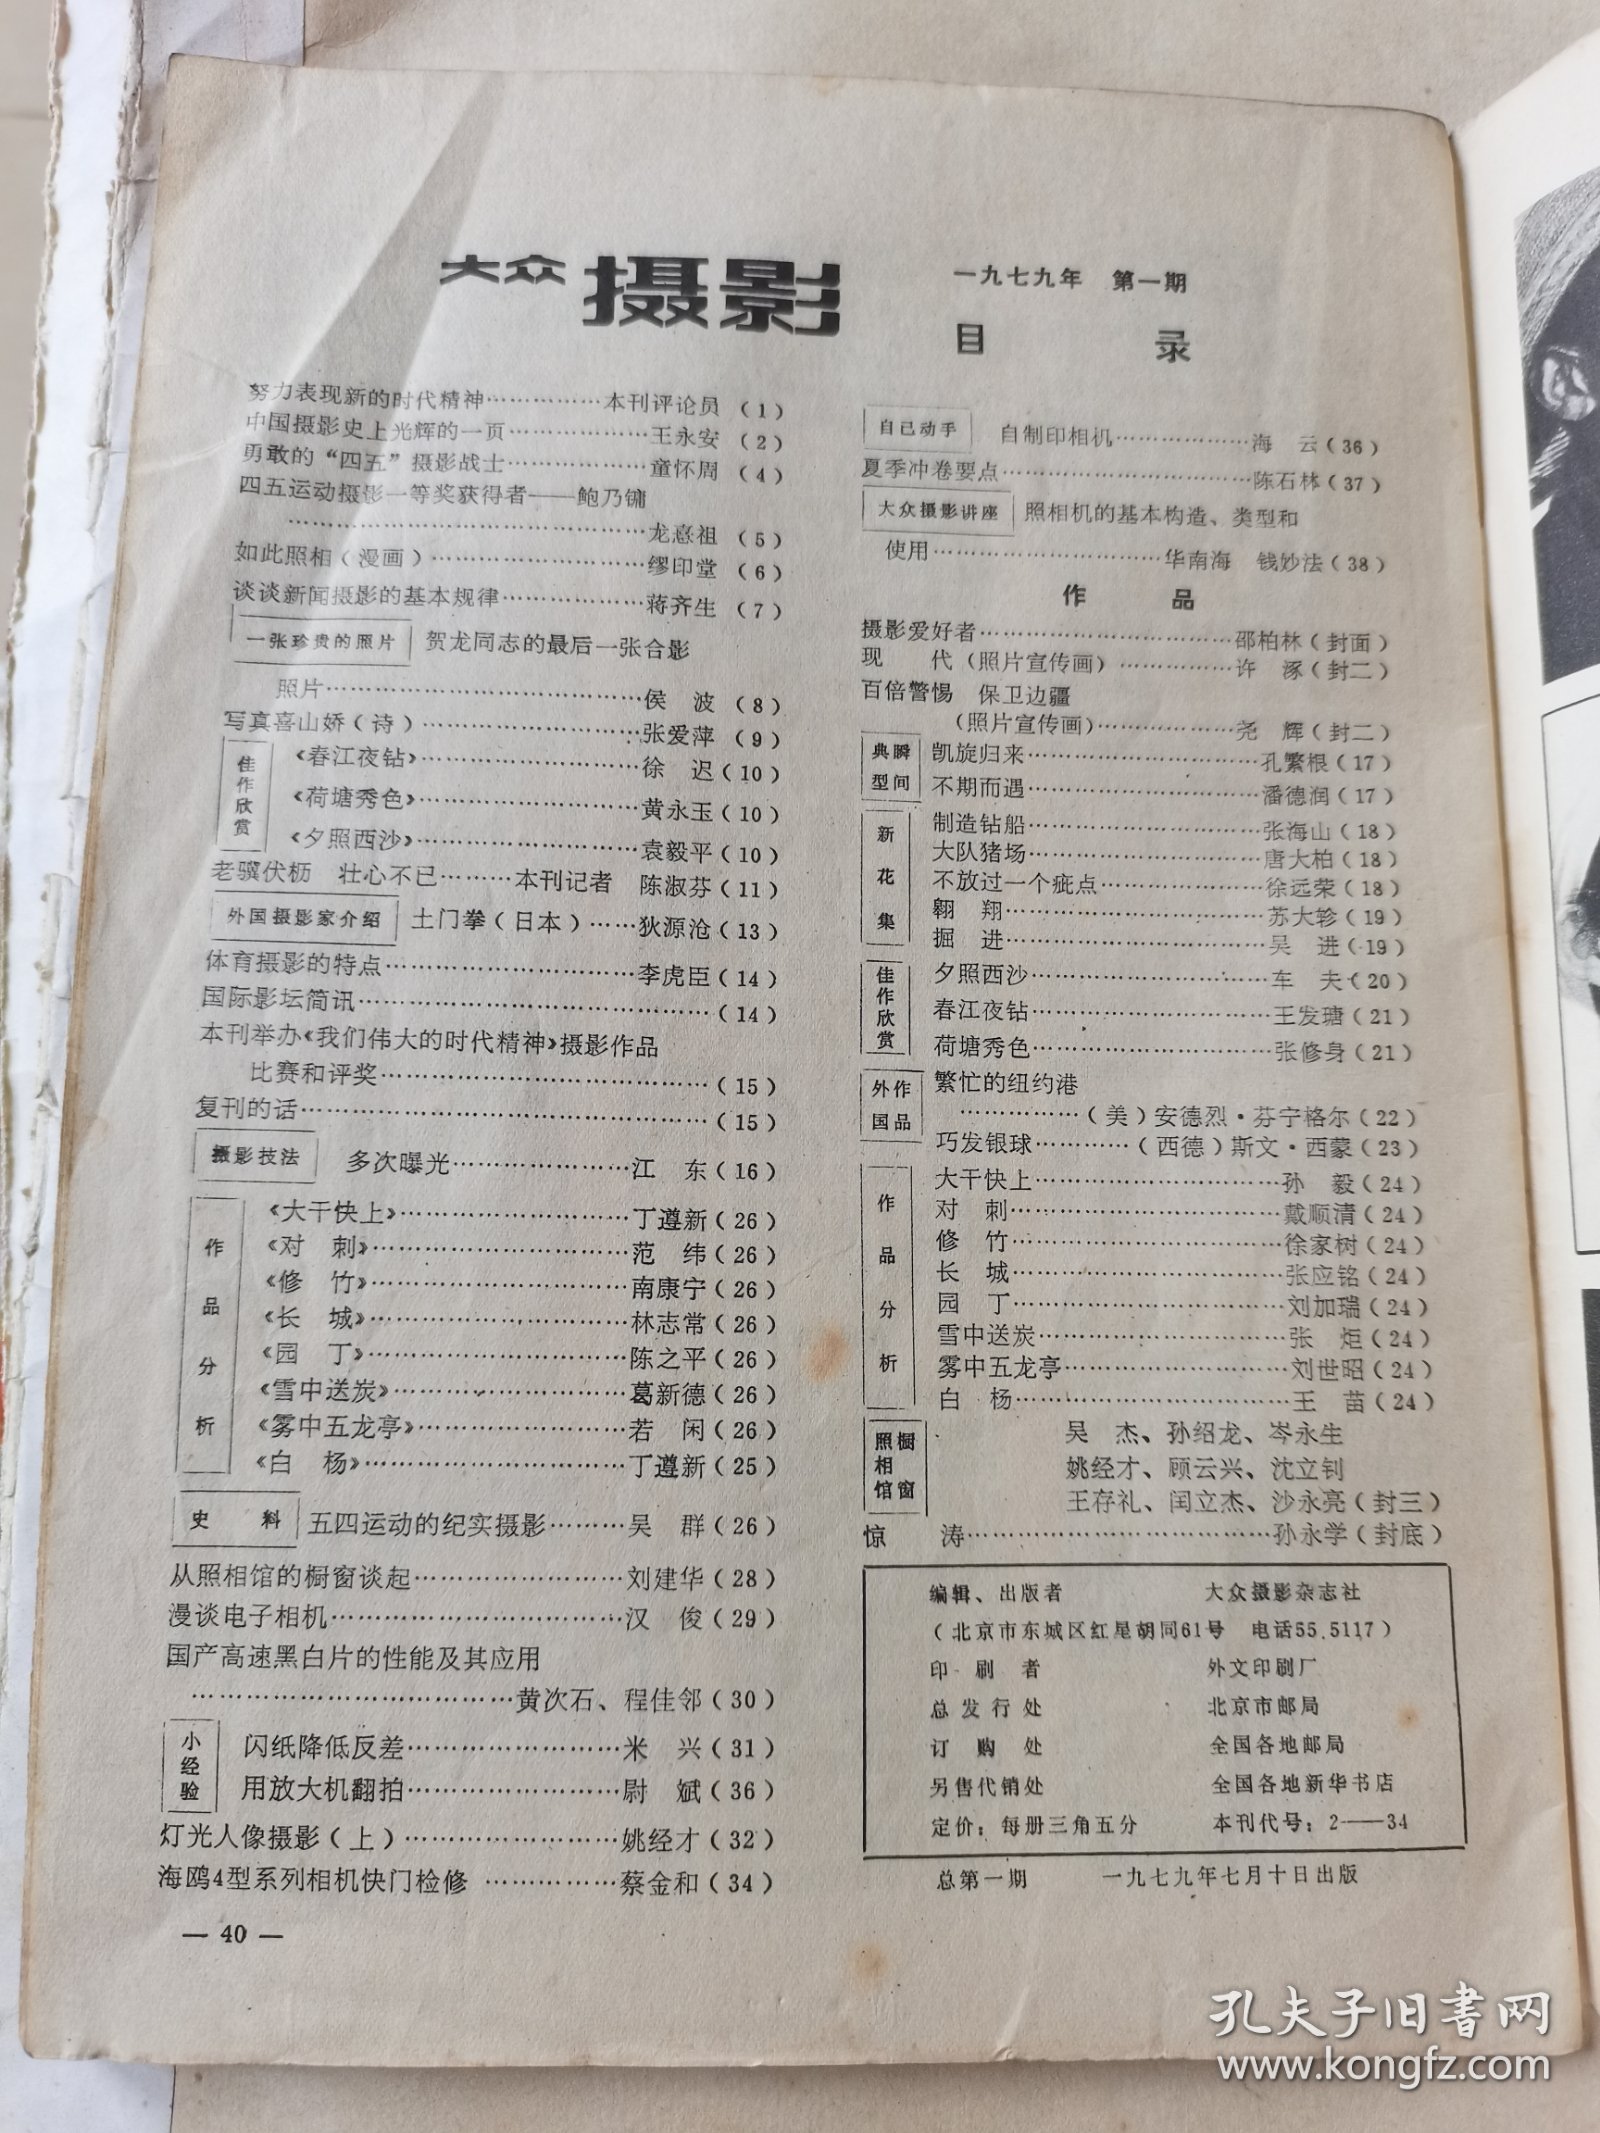 大众 摄影
一九七九年 第一期
目 录
努力表现新的时代精神……………本刊评论员（1）
中国摄影史上光辉的一页………………王永安（2）
勇敢的“四五”摄影战士………………童怀周（4）
四五运动摄影一等奖获得者——鲍乃镛
………………………………………龙憙祖（5）
如此照相（漫画）………………………缪印堂（6）
谈谈新闻摄影的基本规律………………蒋齐生（7）
一张珍贵的照片 贺龙同志的最后一张合影
照片…………………………………侯 波（8）
写真喜山娇（诗）………………………张爱萍（9）
佳作欣赏
《春江夜钻》………………………徐 迟（10）
《荷塘秀色》………………………黄永玉（10）
《夕照西沙》………………………袁毅平（10）
老骥伏枥 壮心不已………本刊记者 陈淑芬（11）
外国摄影家介绍 土门拳（日本）……狄源沧（13）
体育摄影的特点…………………………李虎臣（14）
国际影坛简讯……………………………………（14）
本刊举办《我们伟大的时代精神》摄影作品
比赛和评奖…………………………………（15）
复刊的话…………………………………………（15）
摄影技法 多次曝光…………………江 东（16）
作品分析
《大干快上》………………………丁遵新（26）
《对 刺》…………………………范 纬（26）
《修 竹》…………………………南康宁（26）
《长 城》…………………………林志常（26）
《园 丁》…………………………陈之平（26）
《雪中送炭》………………………葛新德（26）
《雾中五龙亭》……………………若 闲（26）
《白 杨》…………………………丁遵新（25）
史 料 五四运动的纪实摄影………吴 群（26）
从照相馆的橱窗谈起……………………刘建华（28）
漫谈电子相机……………………………汉 俊（29）
国产高速黑白片的性能及其应用
………………………………黄次石、程佳邻（30）
小经验
闪纸降低反差……………………米 兴（31）
用放大机翻拍……………………尉 斌（36）
灯光人像摄影（上）……………………姚经才（32）
海鸥4型系列相机快门检修 ……………蔡金和（34）
— 40 —
自己动手 自制印相机………………海 云（36）
夏季冲卷要点……………………………陈石林（37）
大众摄影讲座 照相机的基本构造、类型和
使用…………………………华南海 钱妙法（38）
作 品
摄影爱好者……………………………邵柏林（封面）
现 代（照片宣传画）……………许 涿（封二）
百倍警惕 保卫边疆
（照片宣传画）………………尧 辉（封二）
典型瞬间
凯旋归来…………………………孔繁根（17）
不期而遇…………………………潘德润（17）
新花集
制造钻船…………………………张海山（18）
大队猪场…………………………唐大柏（18）
不放过一个疵点…………………徐远荣（18）
翱 翔……………………………苏大轸（19）
掘 进……………………………吴 进（19）
佳作欣赏
夕照西沙…………………………车 夫（20）
春江夜钻…………………………王发瑭（21）
荷塘秀色…………………………张修身（21）
外国作品
繁忙的纽约港
……………（美）安德烈·芬宁格尔（22）
巧发银球…………（西德）斯文·西蒙（23）
作品分析
大干快上…………………………孙 毅（24）
对 刺……………………………戴顺清（24）
修 竹……………………………徐家树（24）
长 城……………………………张应铭（24）
园 丁……………………………刘加瑞（24）
雪中送炭…………………………张 炬（24）
雾中五龙亭………………………刘世昭（24）
白 杨……………………………王 苗（24）
照相馆橱窗
吴 杰、孙绍龙、岑永生
姚经才、顾云兴、沈立钊
王存礼、闰立杰、沙永亮（封三）
惊 涛…………………………………孙永学（封底）
编辑、出版者 大众摄影杂志社
（北京市东城区红星胡同61号 电话55.5117）
印 刷 者 外文印刷厂
总发行处 北京市邮局
订 购 处 全国各地邮局
另售代销处 全国各地新华书店
定价：每册三角五分 本刊代号：2——34
总第一期 一九七九年七月十日出版
孔夫子旧书网
www.kongfz.com